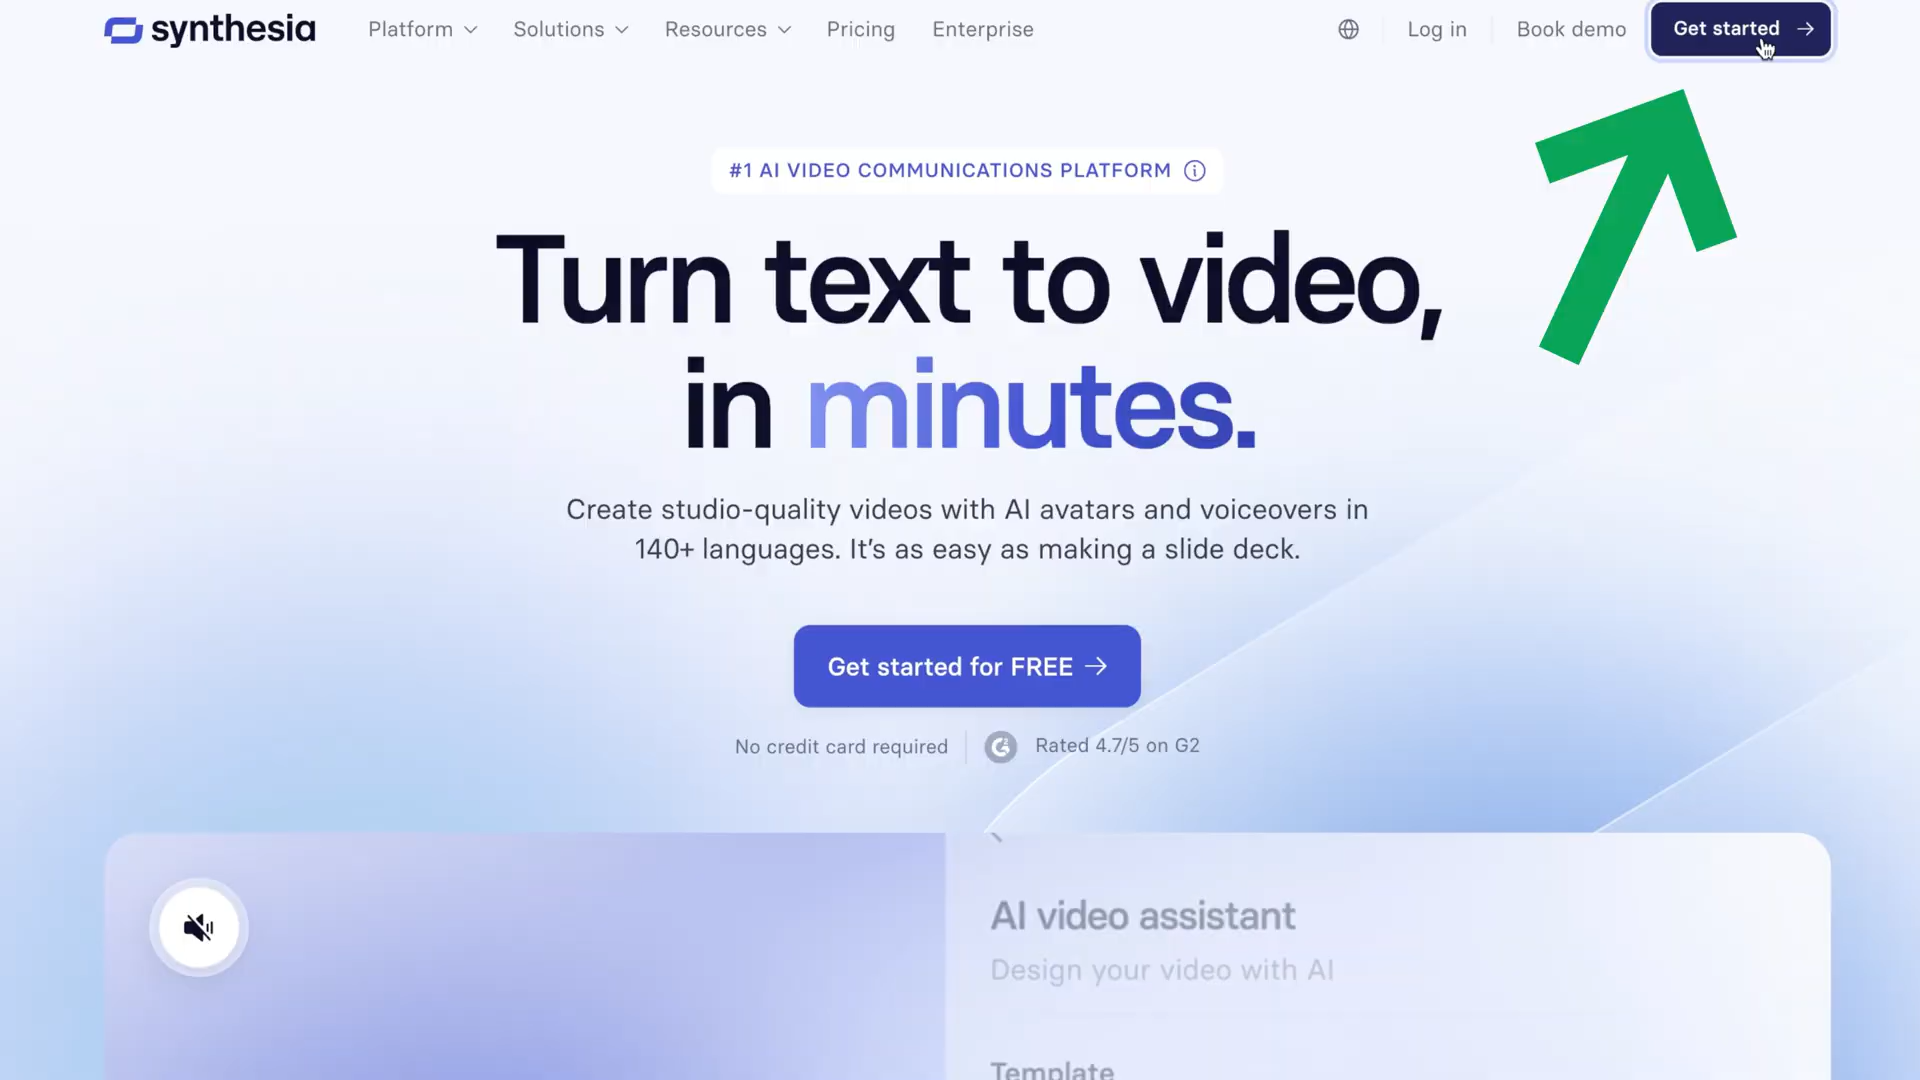 synthesia
Platform
Solutions
Resources
Pricing
Enterprise
Log in
Book demo
Get started
#1 AI VIDEO COMMUNICATIONS PLATFORM
Turn text to video,
in minutes.
Create studio-quality videos with AI avatars and voiceovers in
140+ languages. It’s as easy as making a slide deck.
Get started for FREE
No credit card required
Rated 4.7/5 on G2
AI video assistant
Design your video with AI
Template